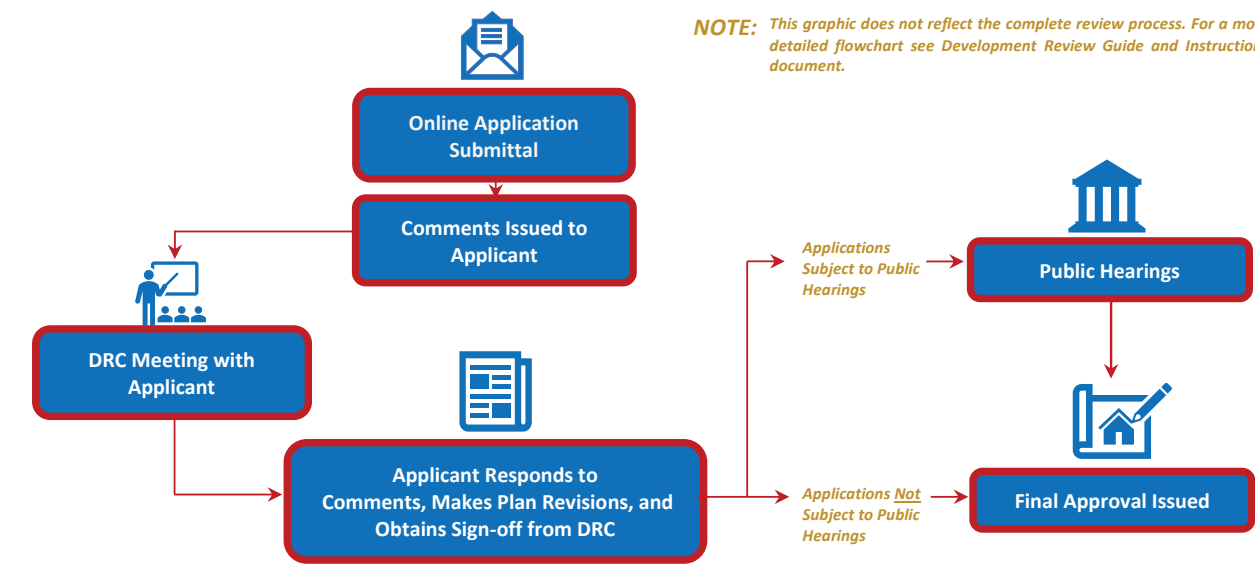 NOTE: This graphic does not reflect the complete review process. For a
detailed flowchart see Development Review Guide and
document.
Online Application
Submittal
Comments Issued to
Applicant
DRC Meeting with
Applicant
Applicant Responds to
Comments, Makes Plan Revisions, and
Obtains Sign-off from DRC
Applications
Subject to Public
Hearings
Public Hearings
Applications Not
Subject to Public
Hearings
Final Approval Issued